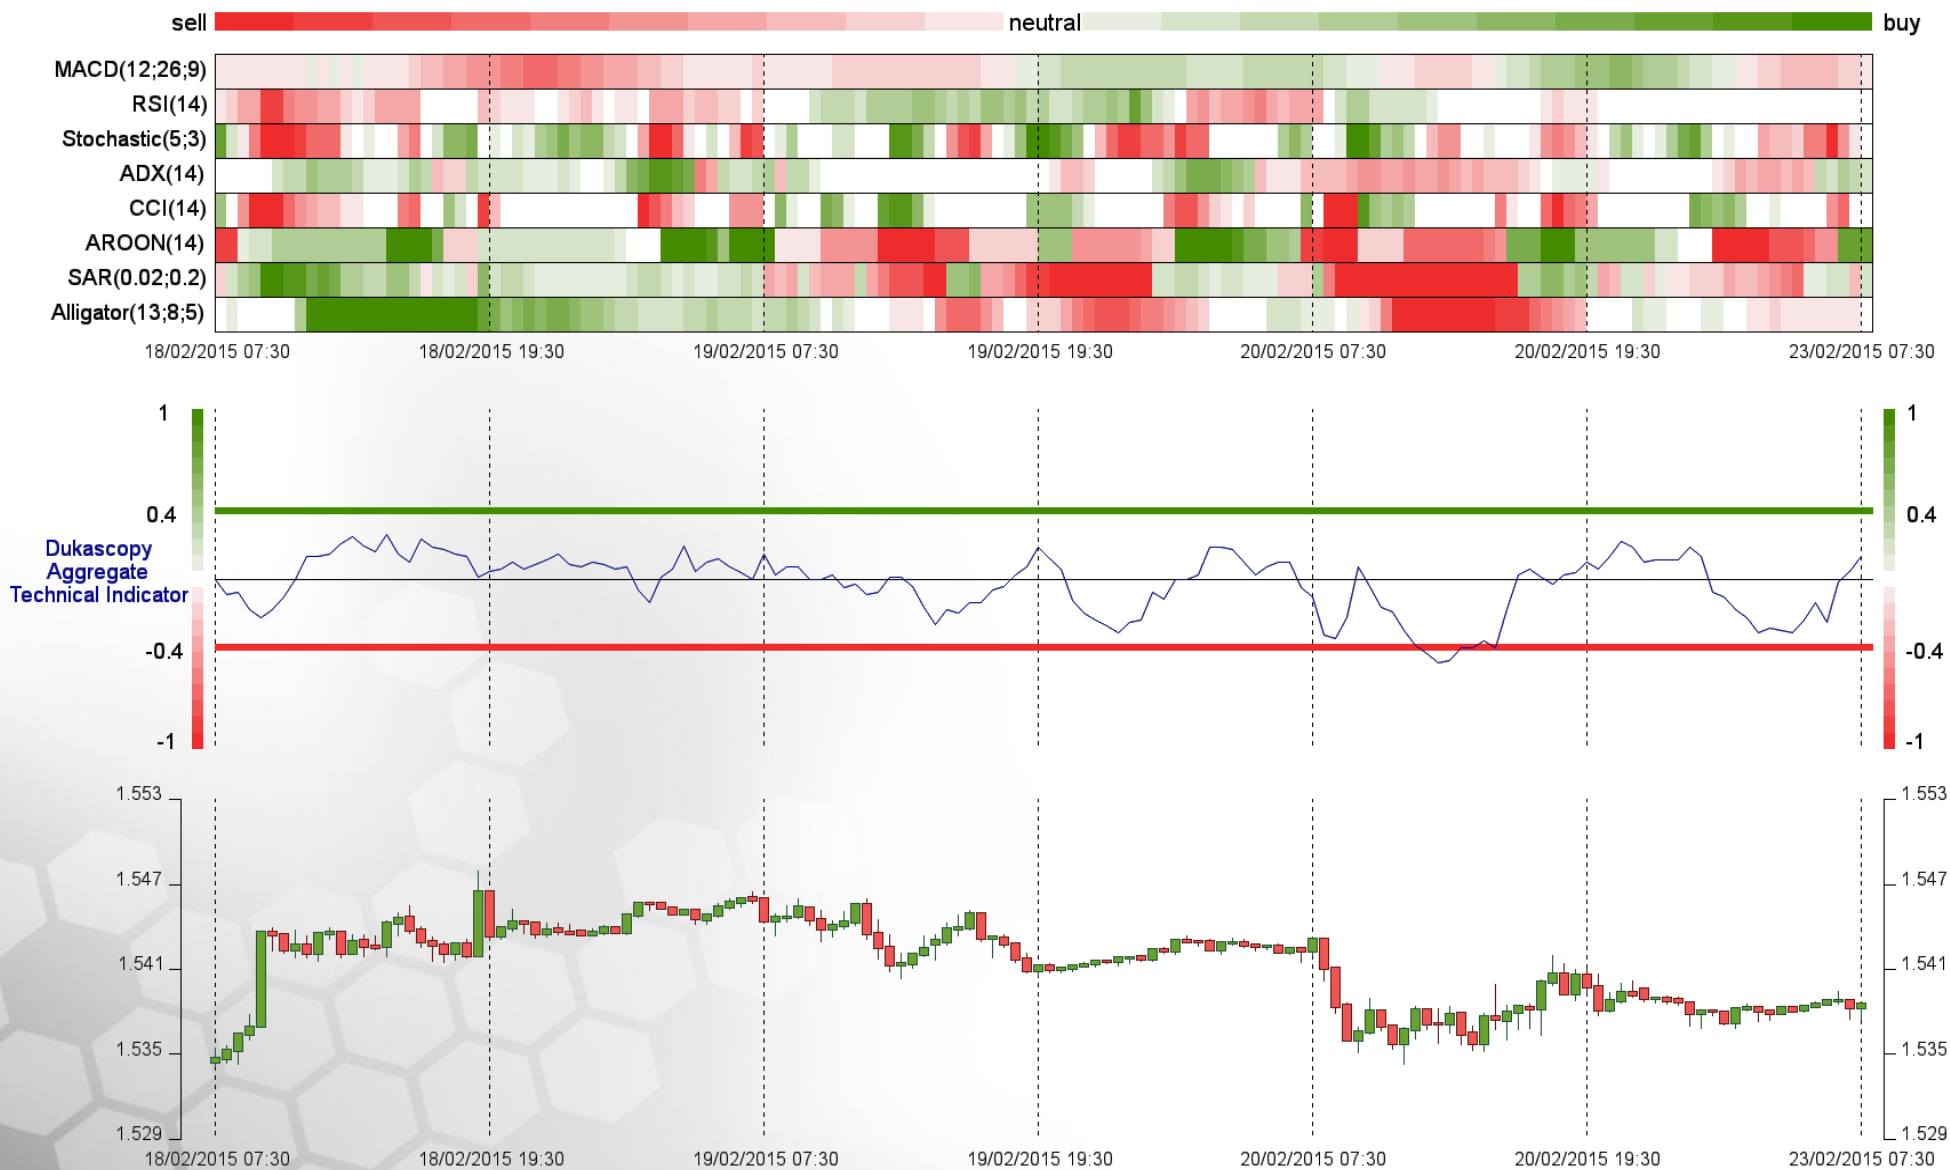 sell neutral buy
MACD(12;26;9)
RSI(14)
Stochastic(5;3)
ADX(14)
CCI(14)
AROON(14)
SAR(0.02;0.2)
Alligator(13;8;5)
18/02/2015 07:30 18/02/2015 19:30 19/02/2015 07:30 19/02/2015 19:30 20/02/2015 07:30 20/02/2015 19:30 23/02/2015 07:30
1 1
0.4 0.4
Dukascopy
Aggregate
Technical Indicator
-0.4 -0.4
-1 -1
1.553 1.553
1.547 1.547
1.541 1.541
1.535 1.535
1.529 1.529
18/02/2015 07:30 18/02/2015 19:30 19/02/2015 07:30 19/02/2015 19:30 20/02/2015 07:30 20/02/2015 19:30 23/02/2015 07:30